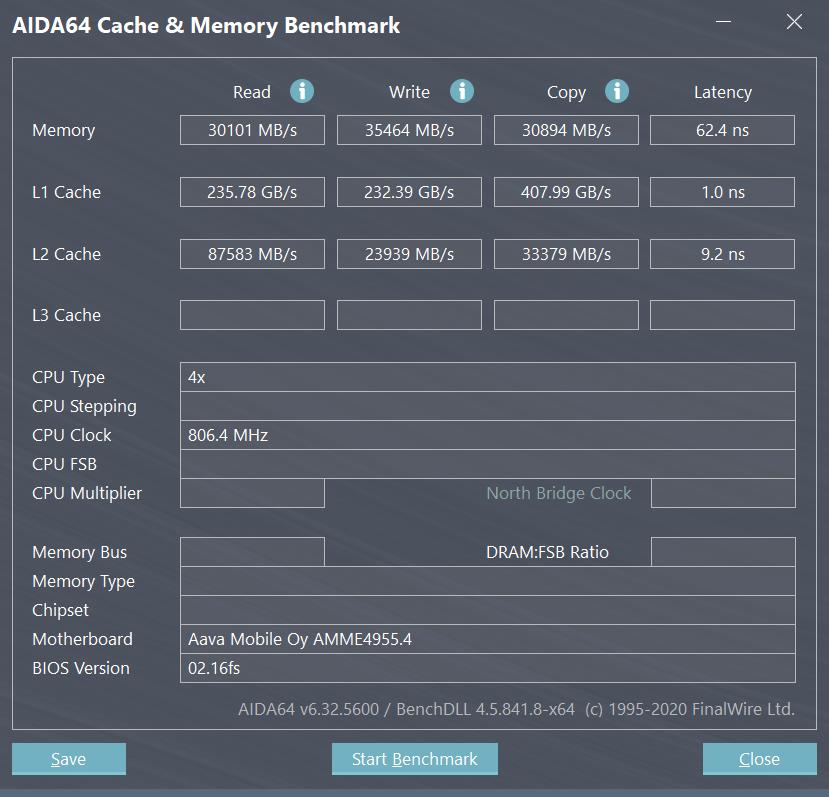 AIDA64 Cache & Memory Benchmark
Read Write Copy Latency
Memory 30101 MB/s 35464 MB/s 30894 MB/s 62.4 ns
L1 Cache 235.78 GB/s 232.39 GB/s 407.99 GB/s 1.0 ns
L2 Cache 87583 MB/s 23939 MB/s 33379 MB/s 9.2 ns
L3 Cache
CPU Type 4x
CPU Stepping
CPU Clock 806.4 MHz
CPU FSB
CPU Multiplier North Bridge Clock
Memory Bus DRAM:FSB Ratio
Memory Type
Chipset
Motherboard Aava Mobile Oy AMME4955.4
BIOS Version 02.16fs
AIDA64 v6.32.5600 / BenchDLL 4.5.841.8-x64 (c) 1995-2020 FinalWire Ltd.
Save Start Benchmark Close